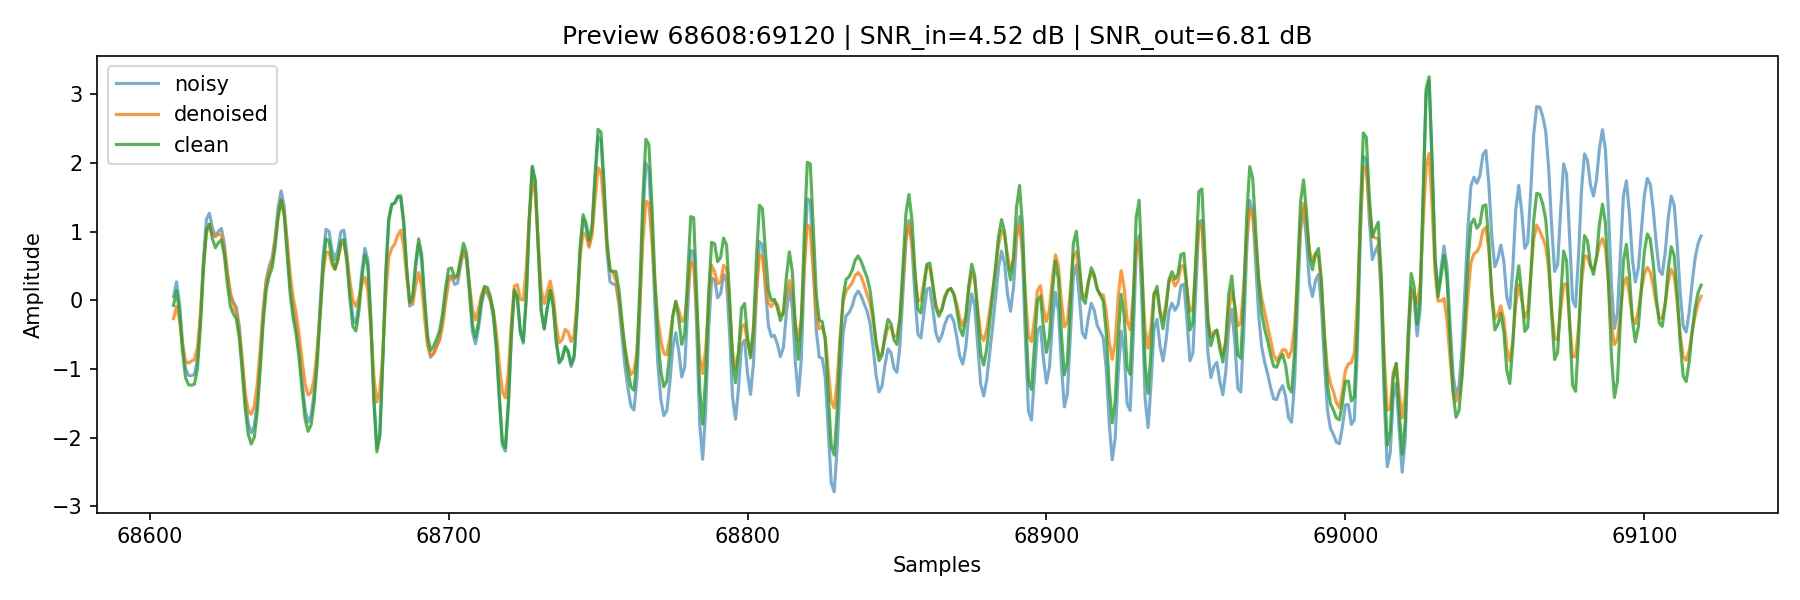 Preview 68608:69120 | SNR_in=4.52 dB | SNR_out=6.81 dB
noisy
denoised
clean
Amplitude
3
2
1
0
−1
−2
−3
68600 68700 68800 68900 69000 69100
Samples